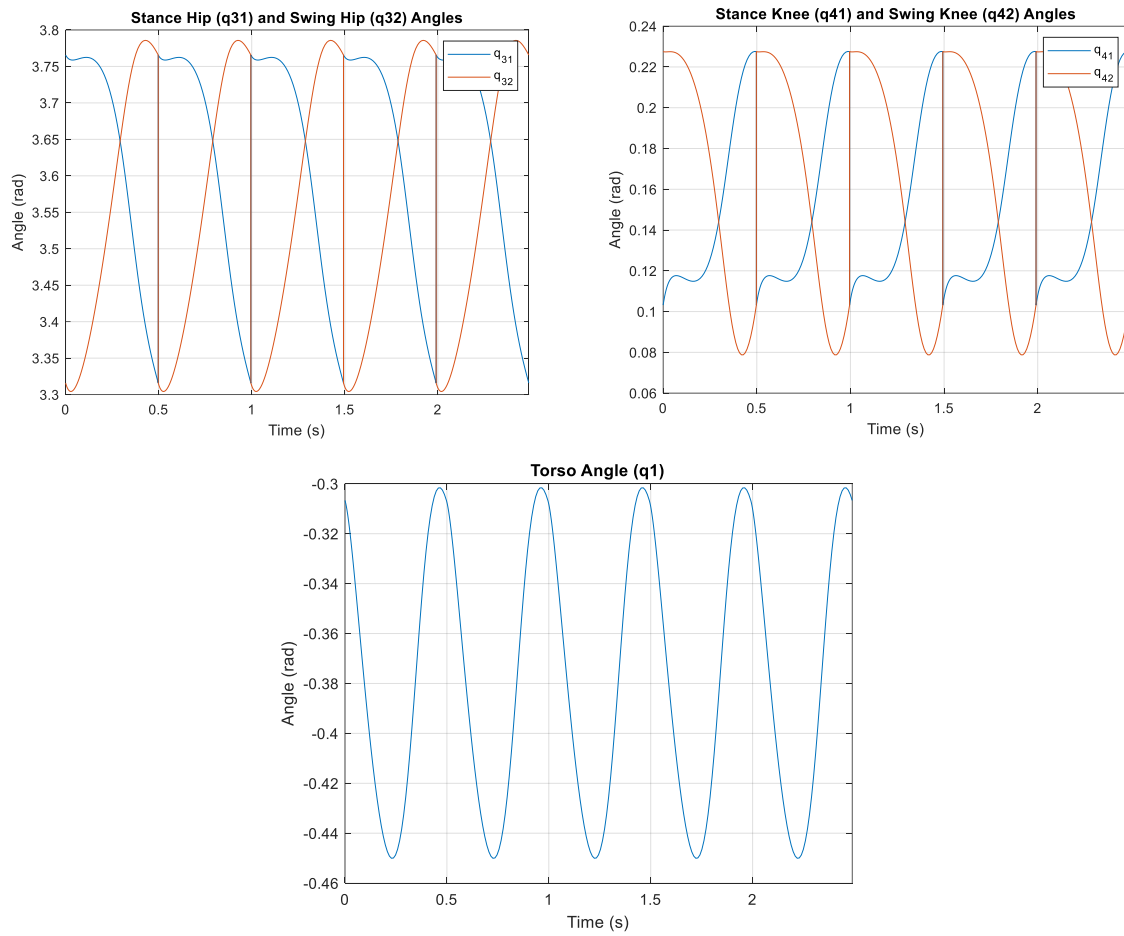 Stance Hip (q31) and Swing Hip (q32) Angles
3.8
3.75
3.7
3.65
3.6
3.55
3.5
3.45
3.4
3.35
3.3
Angle (rad)
q31
q32
0 0.5 1 1.5 2
Time (s)
Stance Knee (q41) and Swing Knee (q42) Angles
0.24
0.22
0.2
0.18
0.16
0.14
0.12
0.1
0.08
0.06
Angle (rad)
q41
q42
0 0.5 1 1.5 2
Time (s)
Torso Angle (q1)
-0.3
-0.32
-0.34
-0.36
-0.38
-0.4
-0.42
-0.44
-0.46
Angle (rad)
0 0.5 1 1.5 2
Time (s)